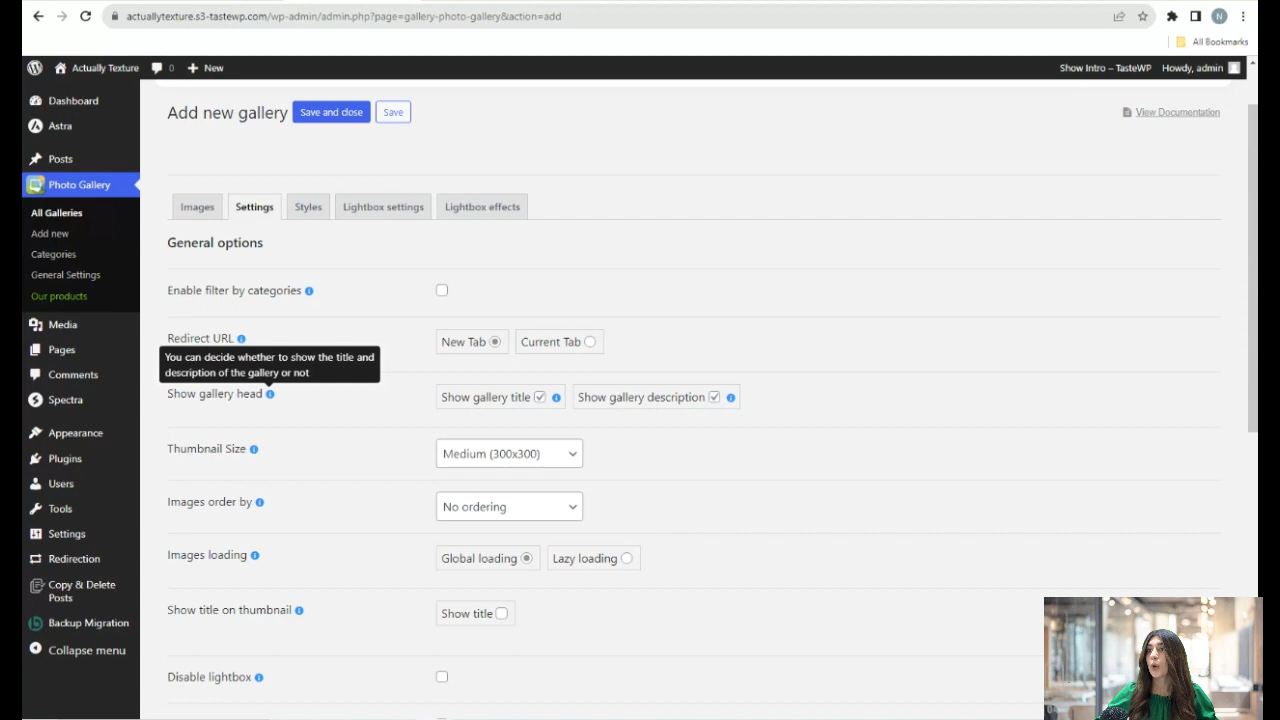 actuallytexture.s3-tastewp.com/wp-admin/admin.php?page=gallery-photo-gallery&action=add
N
All Bookmarks
Actually Texture 0 New Show Intro – TasteWP Howdy, admin
Dashboard
Astra
Posts
Photo Gallery
All Galleries
Add new
Categories
General Settings
Our products
Media
Pages
Comments
Spectra
Appearance
Plugins
Users
Tools
Settings
Redirection
Copy & Delete
Posts
Backup Migration
Collapse menu
Add new gallery Save and close Save View Documentation
Images Settings Styles Lightbox settings Lightbox effects
General options
Enable filter by categories
Redirect URL New Tab Current Tab
You can decide whether to show the title and
description of the gallery or not
Show gallery head Show gallery title Show gallery description
Thumbnail Size Medium (300x300)
Images order by No ordering
Images loading Global loading Lazy loading
Show title on thumbnail Show title
Disable lightbox